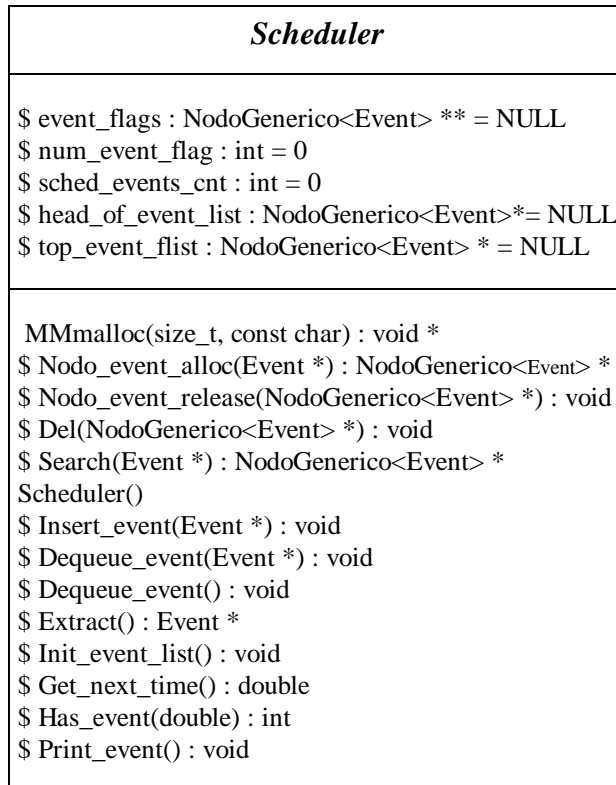 Scheduler
$ event_flags : NodoGenerico<Event> ** = NULL
$ num_event_flag : int = 0
$ sched_events_cnt : int = 0
$ head_of_event_list : NodoGenerico<Event>*= NULL
$ top_event_flist : NodoGenerico<Event> * = NULL
MMmalloc(size_t, const char) : void *
$ Nodo_event_alloc(Event *) : NodoGenerico<Event> *
$ Nodo_event_release(NodoGenerico<Event> *) : void
$ Del(NodoGenerico<Event> *) : void
$ Search(Event *) : NodoGenerico<Event> *
Scheduler()
$ Insert_event(Event *) : void
$ Dequeue_event(Event *) : void
$ Dequeue_event() : void
$ Extract() : Event *
$ Init_event_list() : void
$ Get_next_time() : double
$ Has_event(double) : int
$ Print_event() : void